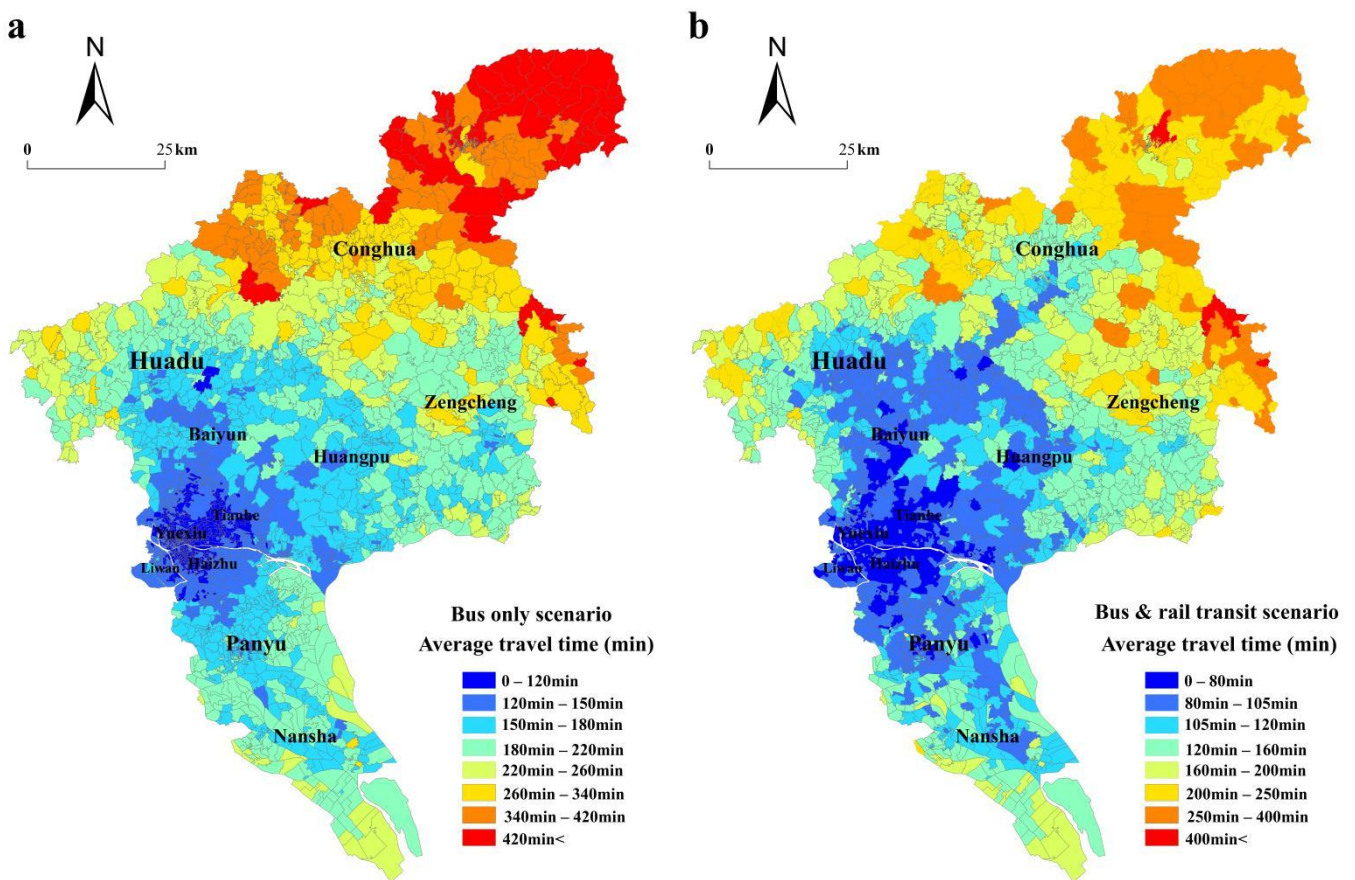 a
N
0 25 km
Conghua
Huadu
Zengcheng
Baiyun
Huangpu
Tianhe
Yuexiu
Liwan Haizhu
Panyu
Nansha
Bus only scenario
Average travel time (min)
0 – 120min
120min – 150min
150min – 180min
180min – 220min
220min – 260min
260min – 340min
340min – 420min
420min<
b
N
0 25 km
Conghua
Huadu
Zengcheng
Baiyun
Huangpu
Tianhe
Yuexiu
Liwan Haizhu
Panyu
Nansha
Bus & rail transit scenario
Average travel time (min)
0 – 80min
80min – 105min
105min – 120min
120min – 160min
160min – 200min
200min – 250min
250min – 400min
400min<